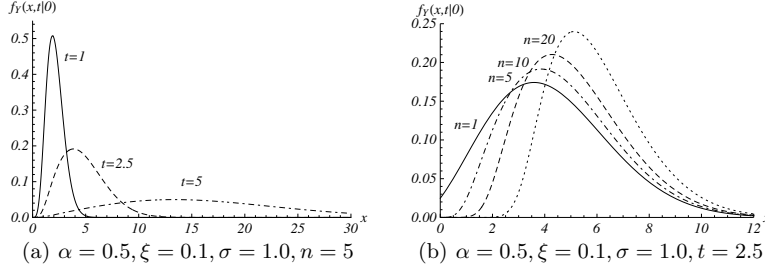 f_Y(x,t|0)
0.5
0.4
0.3
0.2
0.1
0.0
0 5 10 15 20 25 30 x
t=1
t=2.5
t=5
(a) α = 0.5, ξ = 0.1, σ = 1.0, n = 5
f_Y(x,t|0)
0.25
0.20
0.15
0.10
0.05
0.00
0 2 4 6 8 10 12
n=20
n=10
n=5
n=1
(b) α = 0.5, ξ = 0.1, σ = 1.0, t = 2.5